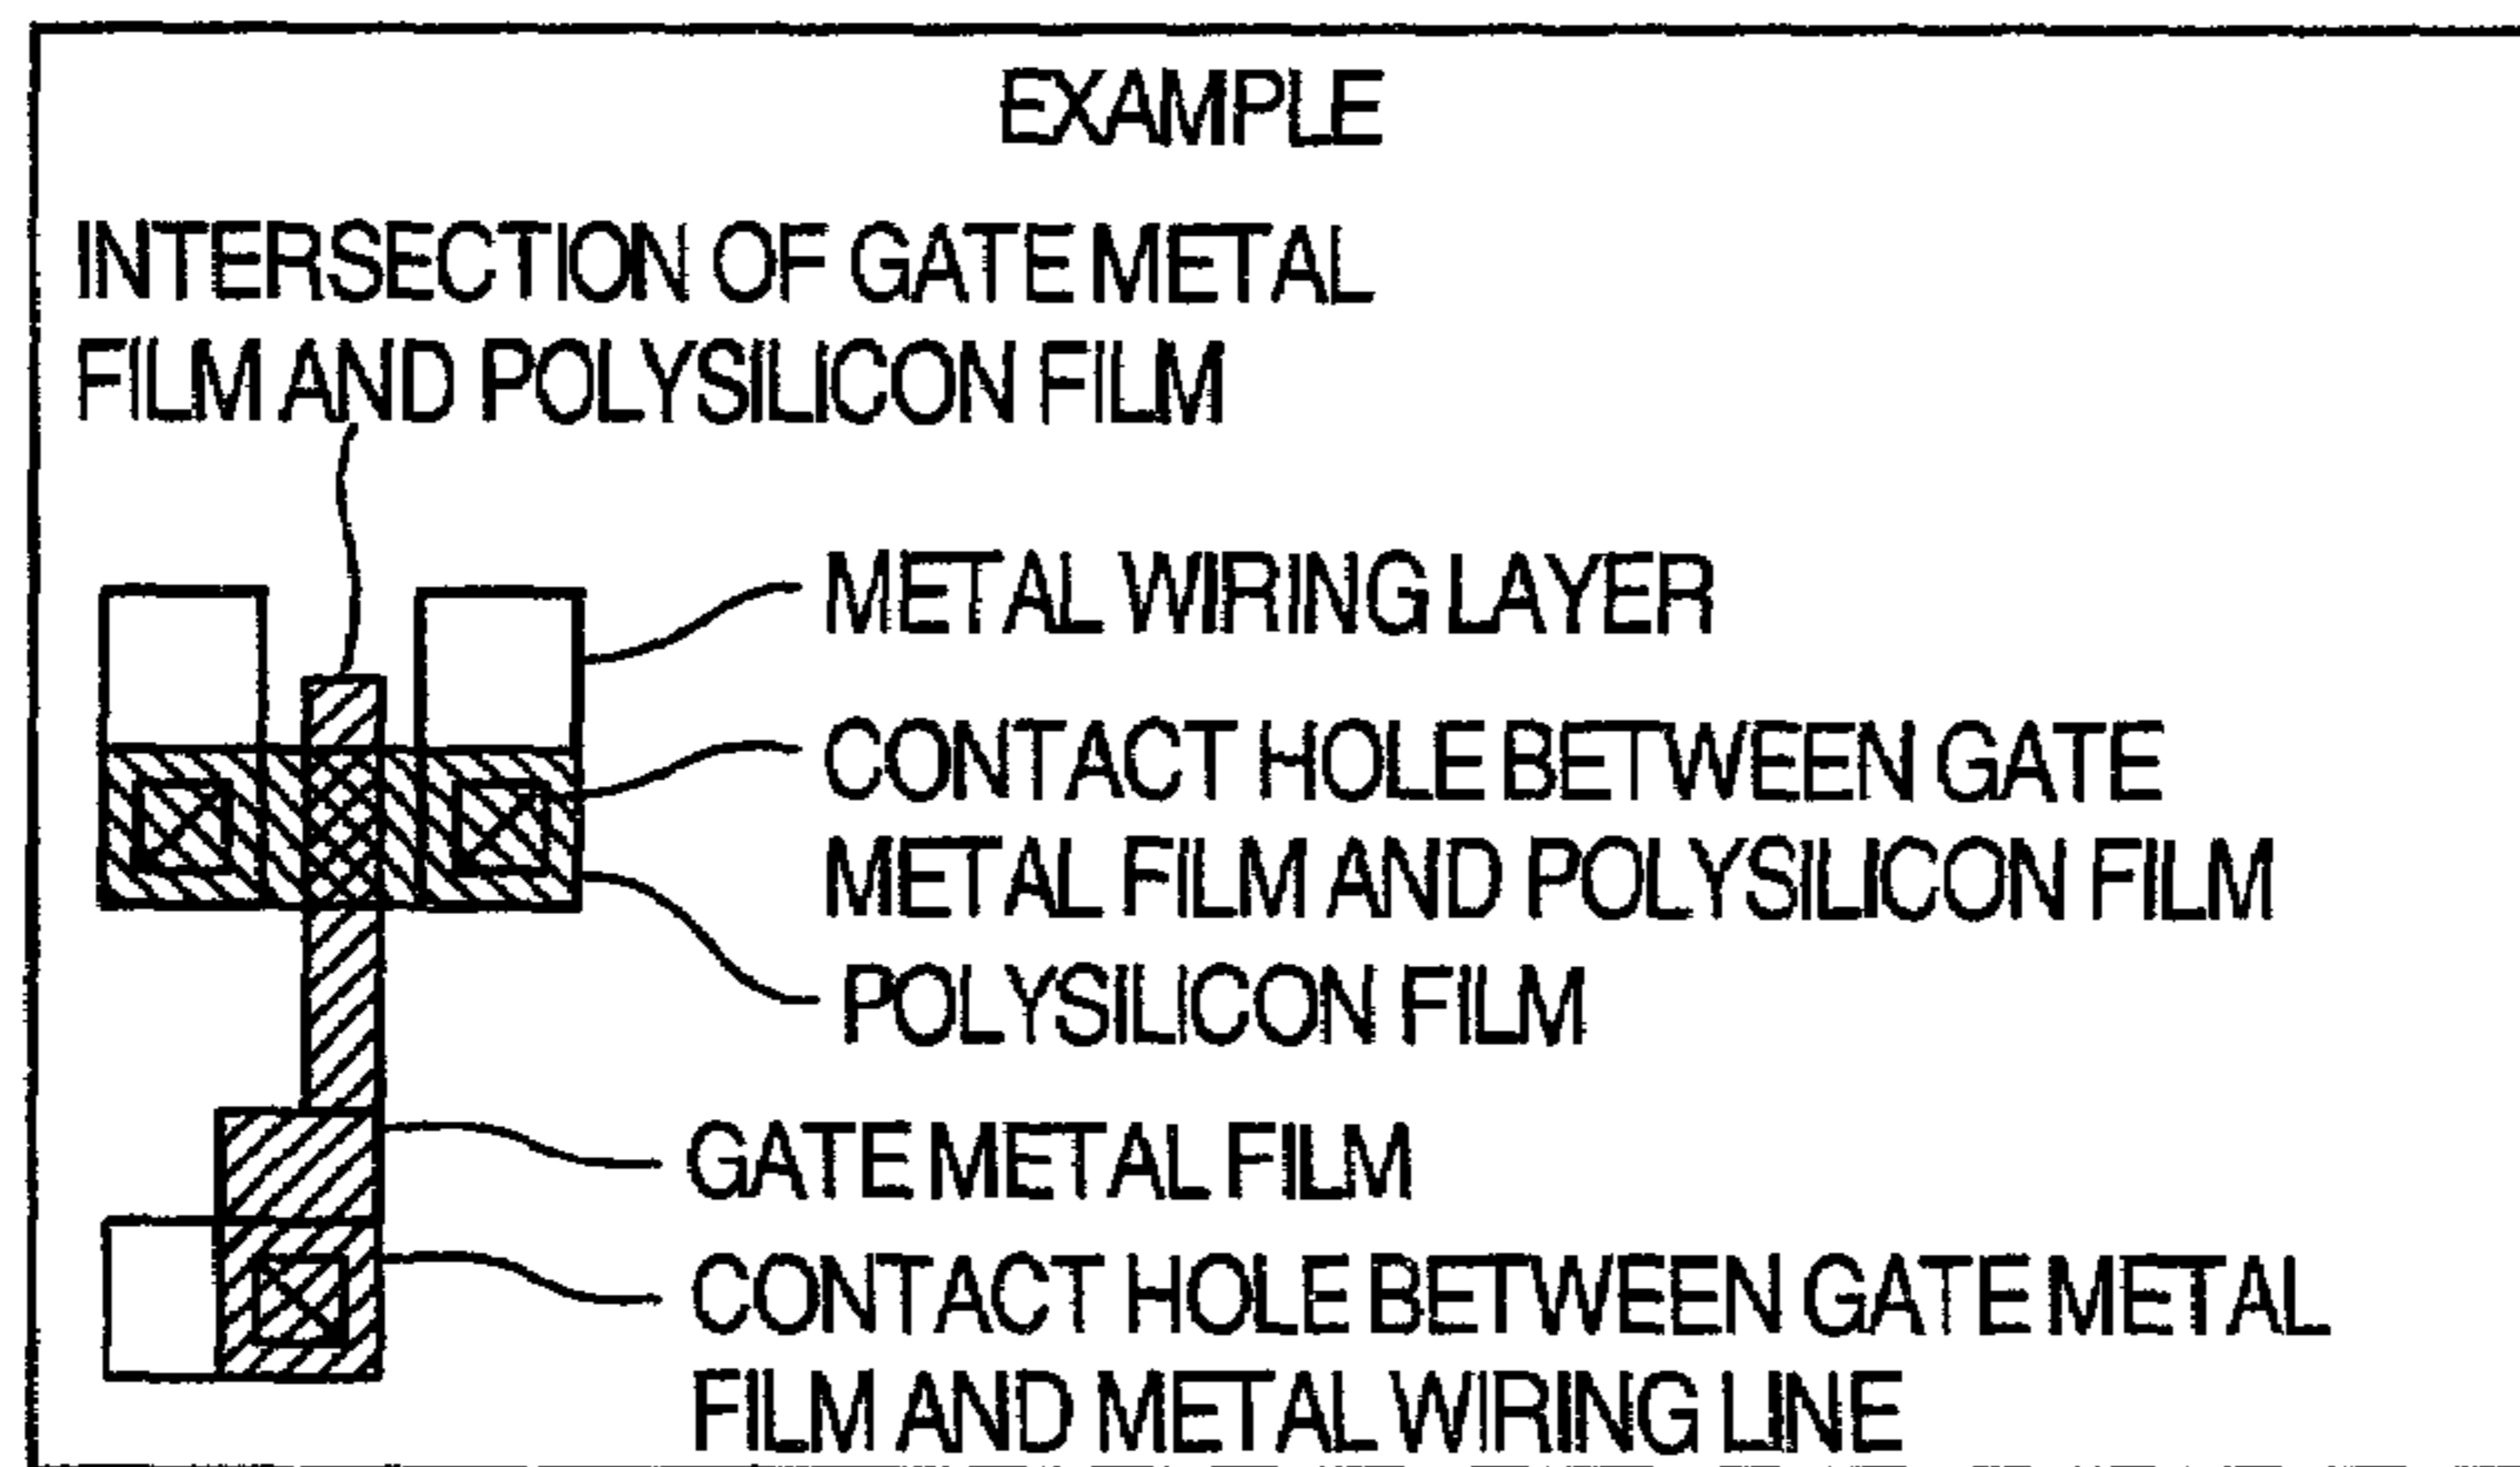 EXAMPLE
INTERSECTION OF GATE METAL
FILM AND POLYSILICON FILM
METAL WIRING LAYER
CONTACT HOLE BETWEEN GATE
METAL FILM AND POLYSILICON FILM
POLYSILICON FILM
GATE METAL FILM
CONTACT HOLE BETWEEN GATE METAL
FILM AND METAL WIRING LINE